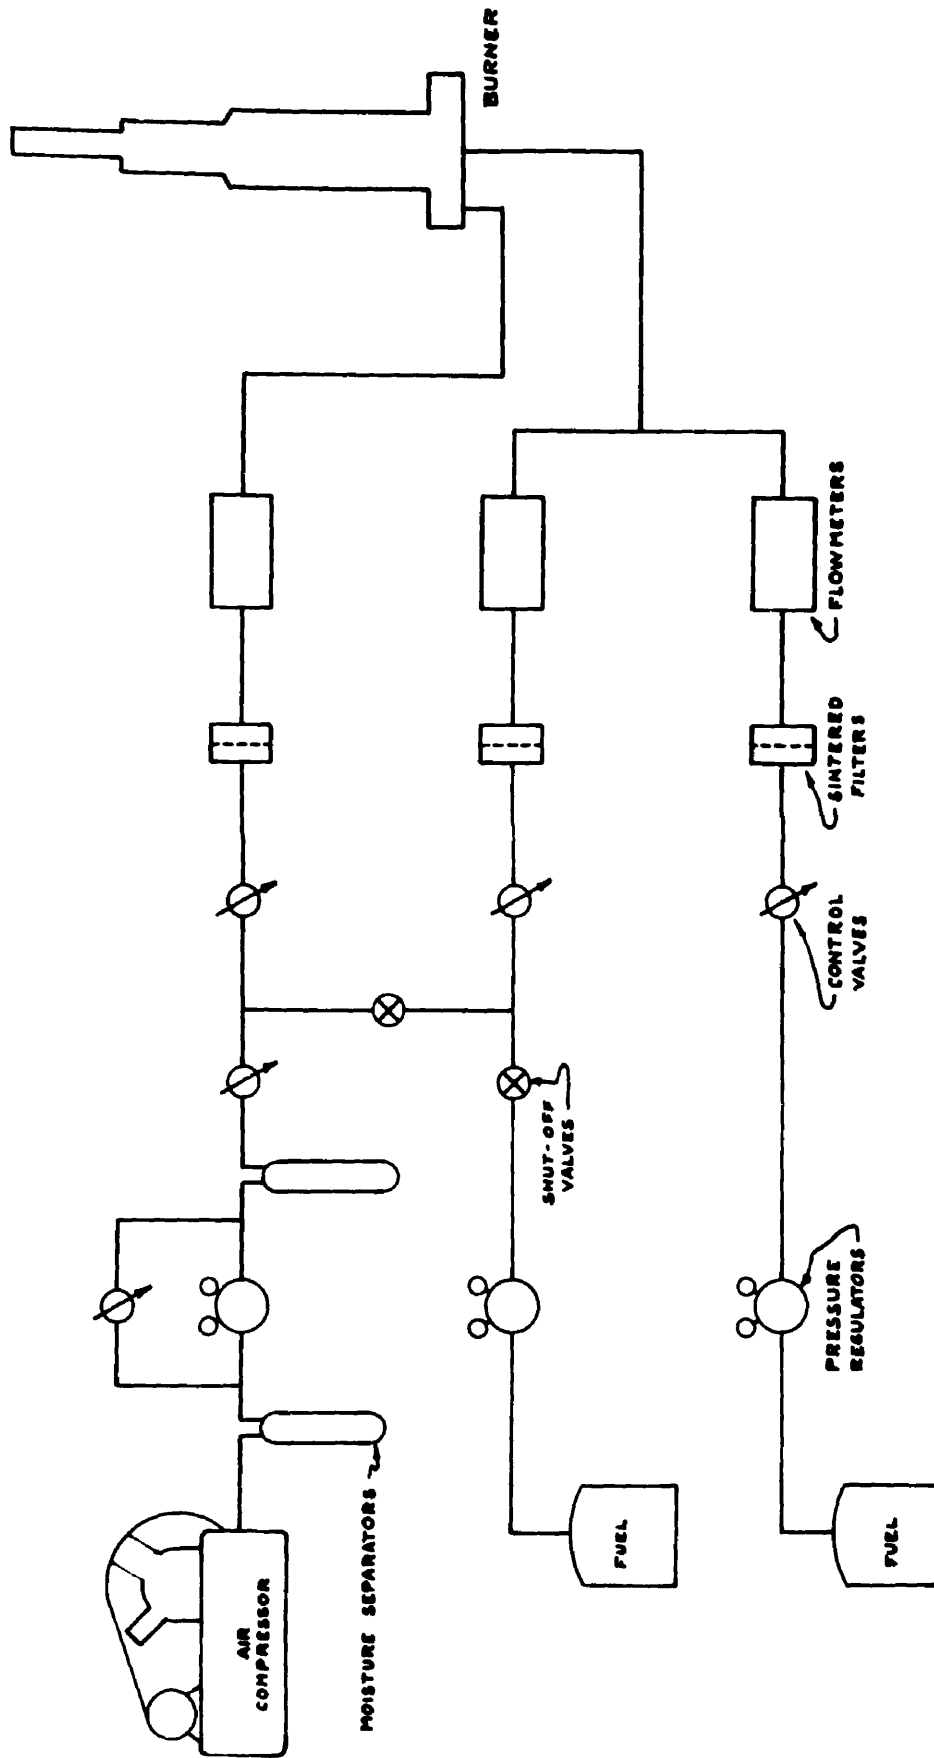 BURNER
AIR
COMPRESSOR
MOISTURE SEPARATORS
SHUT-OFF
VALVES
FUEL
FUEL
PRESSURE
REGULATORS
CONTROL
VALVES
SINTERED
FILTERS
FLOWMETERS